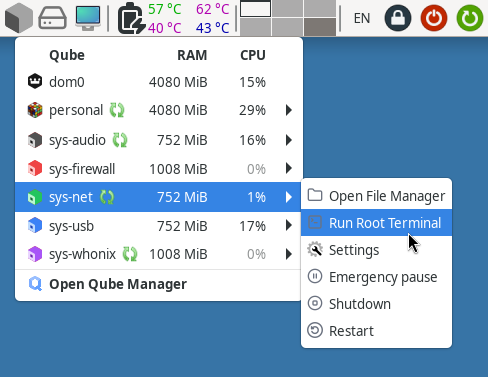 57 °C 62 °C
40 °C 43 °C
EN
Qube RAM CPU
dom0 4080 MiB 15%
personal 4080 MiB 29%
sys-audio 752 MiB 16%
sys-firewall 1008 MiB 0%
sys-net 752 MiB 1%
sys-usb 752 MiB 17%
sys-whonix 1008 MiB 0%
Open Qube Manager
Open File Manager
Run Root Terminal
Settings
Emergency pause
Shutdown
Restart